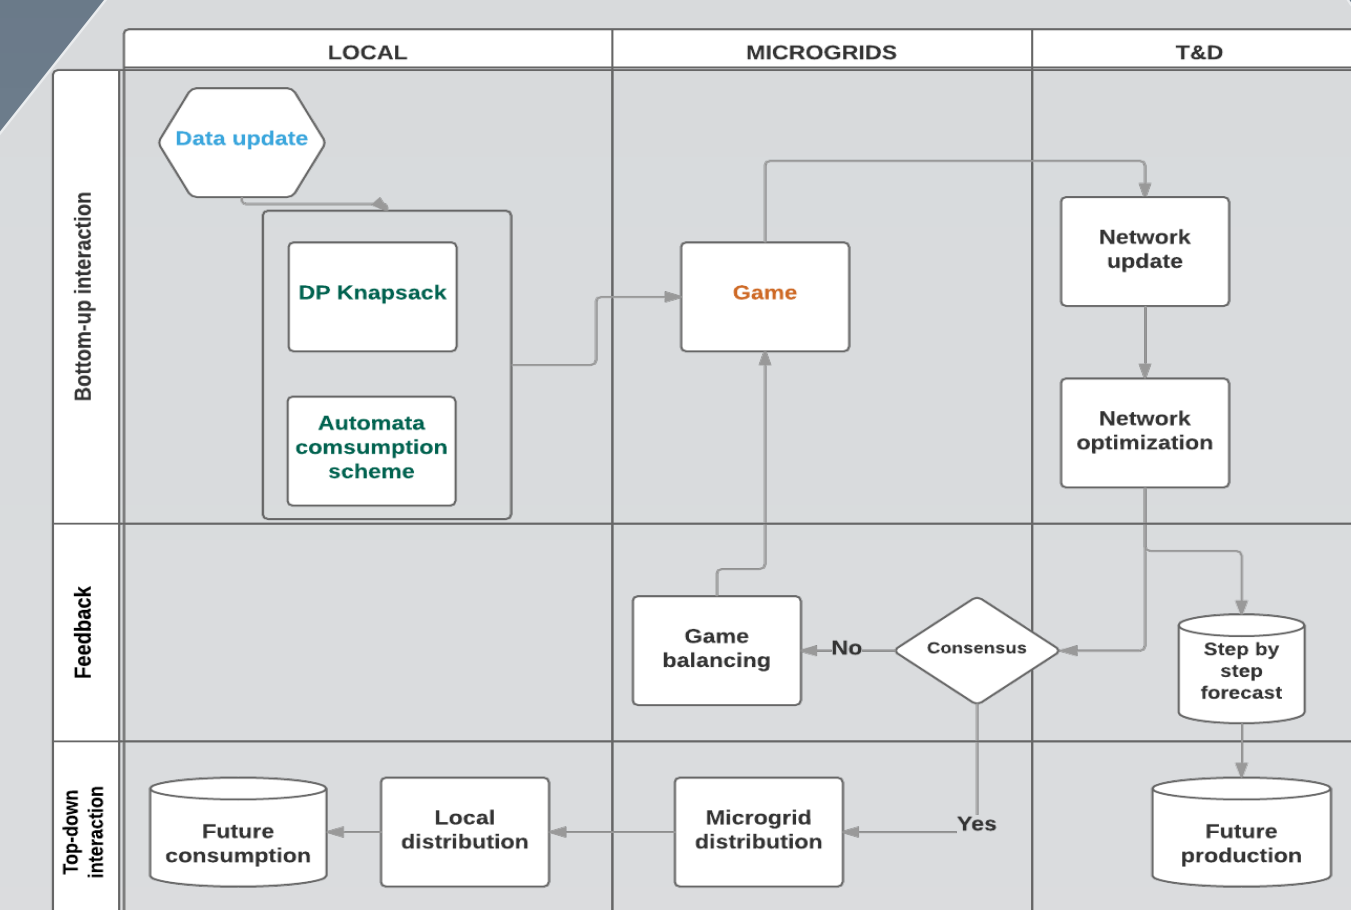 LOCAL
MICROGRIDS
T&D
Bottom-up interaction
Data update
DP Knapsack
Automata
comsumption
scheme
Game
Network
update
Network
optimization
Feedback
Game
balancing
No
Consensus
Step by
step
forecast
Top-down
interaction
Future
consumption
Local
distribution
Microgrid
distribution
Yes
Future
production